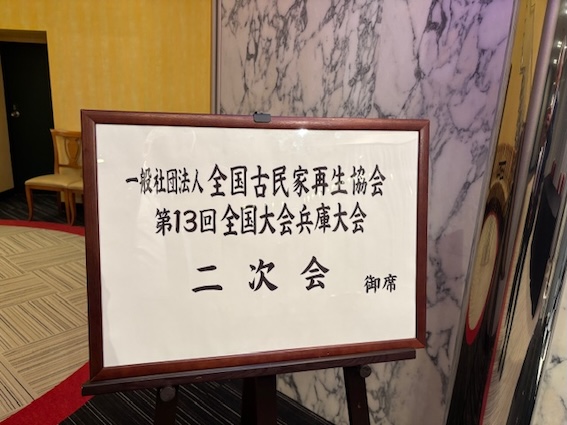 一般社団法人 全国古民家再生協会
第13回全国大会兵庫大会
二次会 御席